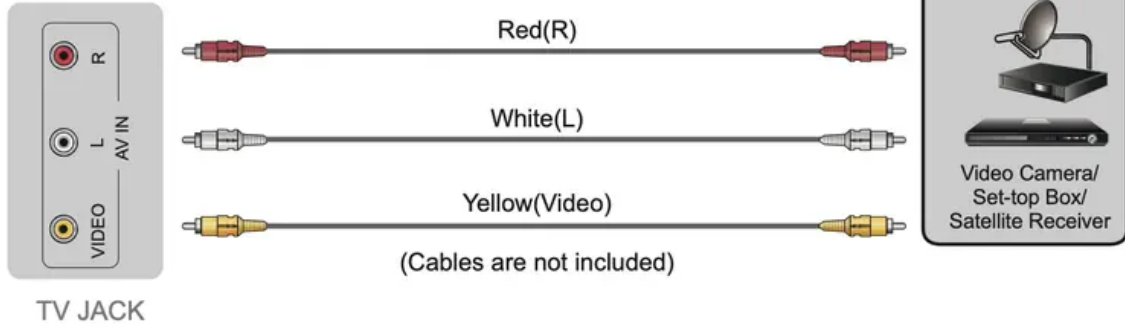 R
L
AV IN
VIDEO
TV JACK
Red(R)
White(L)
Yellow(Video)
(Cables are not included)
Video Camera/
Set-top Box/
Satellite Receiver